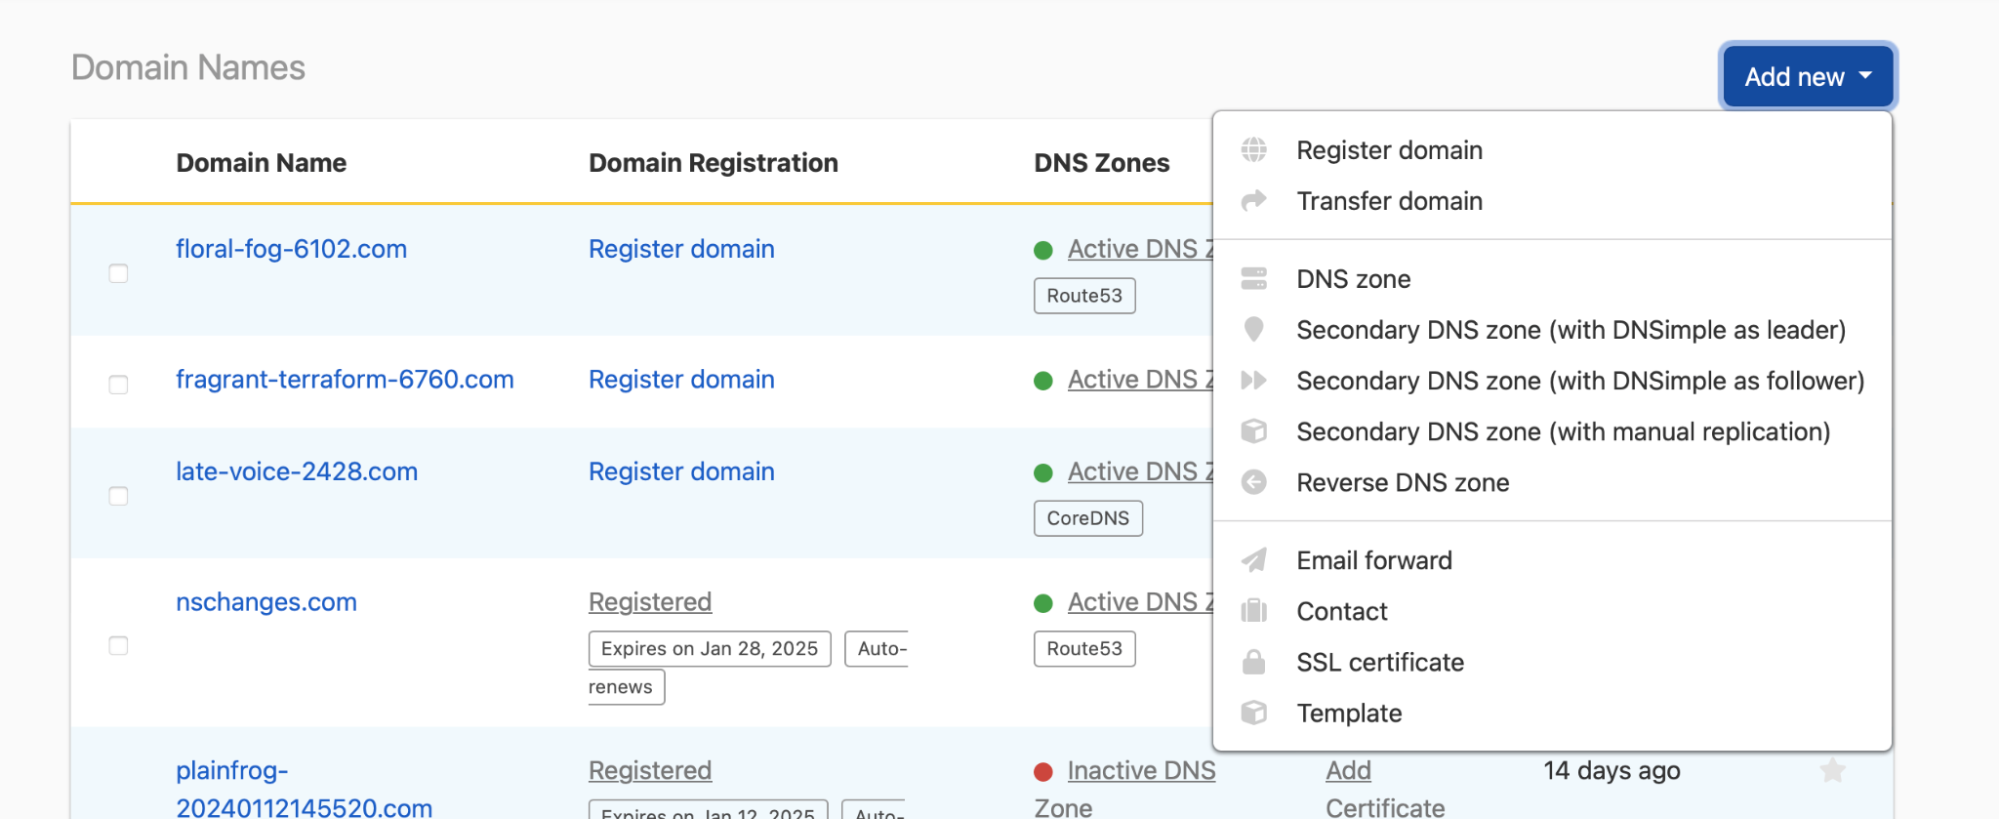 Domain Names
Add new
Domain Name Domain Registration DNS Zones
floral-fog-6102.com Register domain Active DNS
Route53
fragrant-terraform-6760.com Register domain Active DNS
late-voice-2428.com Register domain Active DNS
CoreDNS
nschanges.com Registered Active DNS
Expires on Jan 28, 2025 Auto-
renews
Route53
plainfrog-
20240112145520.com
Registered
Expires on Jan 12, 2025 Auto-
Inactive DNS
Zone
Add
Certificate
14 days ago
Register domain
Transfer domain
DNS zone
Secondary DNS zone (with DNSimple as leader)
Secondary DNS zone (with DNSimple as follower)
Secondary DNS zone (with manual replication)
Reverse DNS zone
Email forward
Contact
SSL certificate
Template